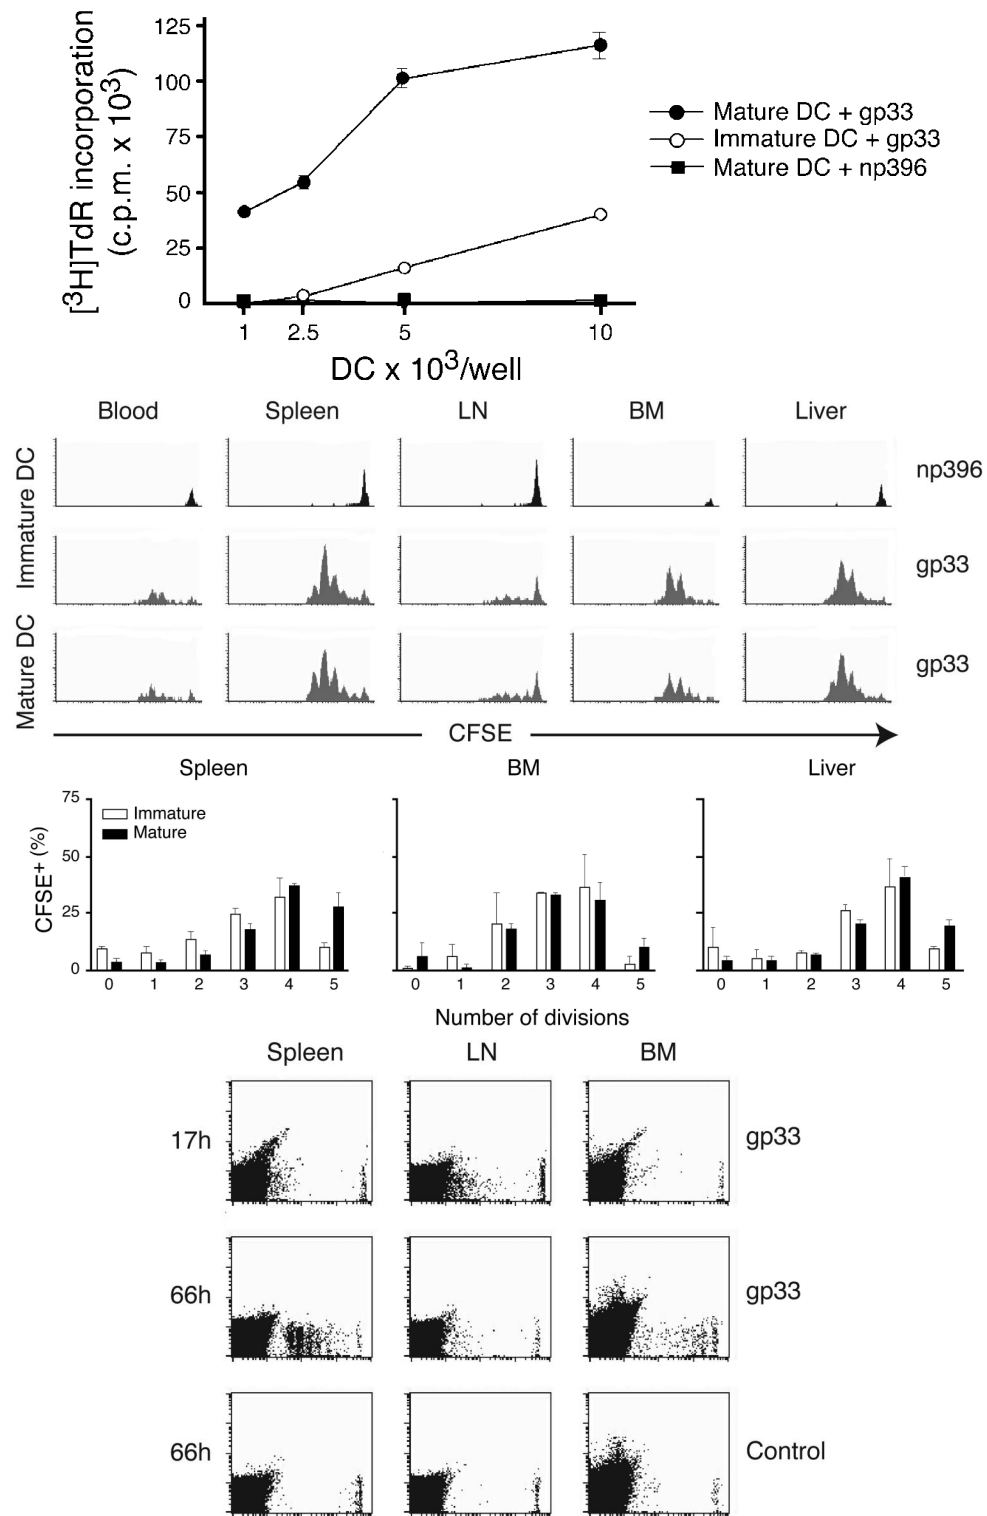 125
100
75
50
25
0
[³H]TdR incorporation
(c.p.m. x 10³)
1 2.5 5 10
DC x 10³/well
Mature DC + gp33
Immature DC + gp33
Mature DC + np396
Blood Spleen LN BM Liver
Immature DC
Mature DC
np396
gp33
gp33
CFSE
Spleen BM Liver
75
50
25
0
CFSE⁺ (%)
Immature
Mature
0 1 2 3 4 5 0 1 2 3 4 5 0 1 2 3 4 5
Number of divisions
Spleen LN BM
17h gp33
66h gp33
66h Control